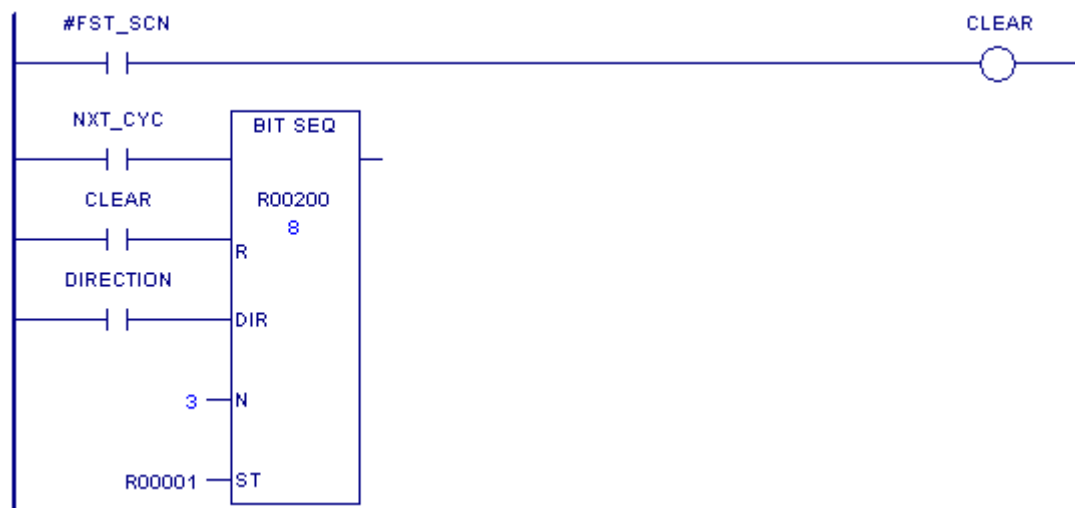 #FST_SCN CLEAR
NXT_CYC BIT SEQ
CLEAR R00200
8
R
DIRECTION
DIR
3 N
R00001 ST